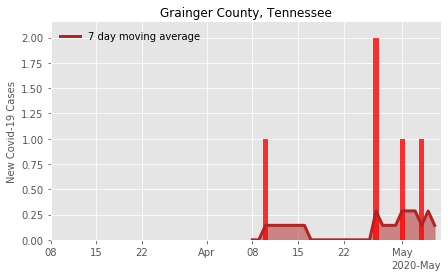 Grainger County, Tennessee
7 day moving average
New Covid-19 Cases
2.00
1.75
1.50
1.25
1.00
0.75
0.50
0.25
0.00
08 15 22 Apr 08 15 22 May
2020-May